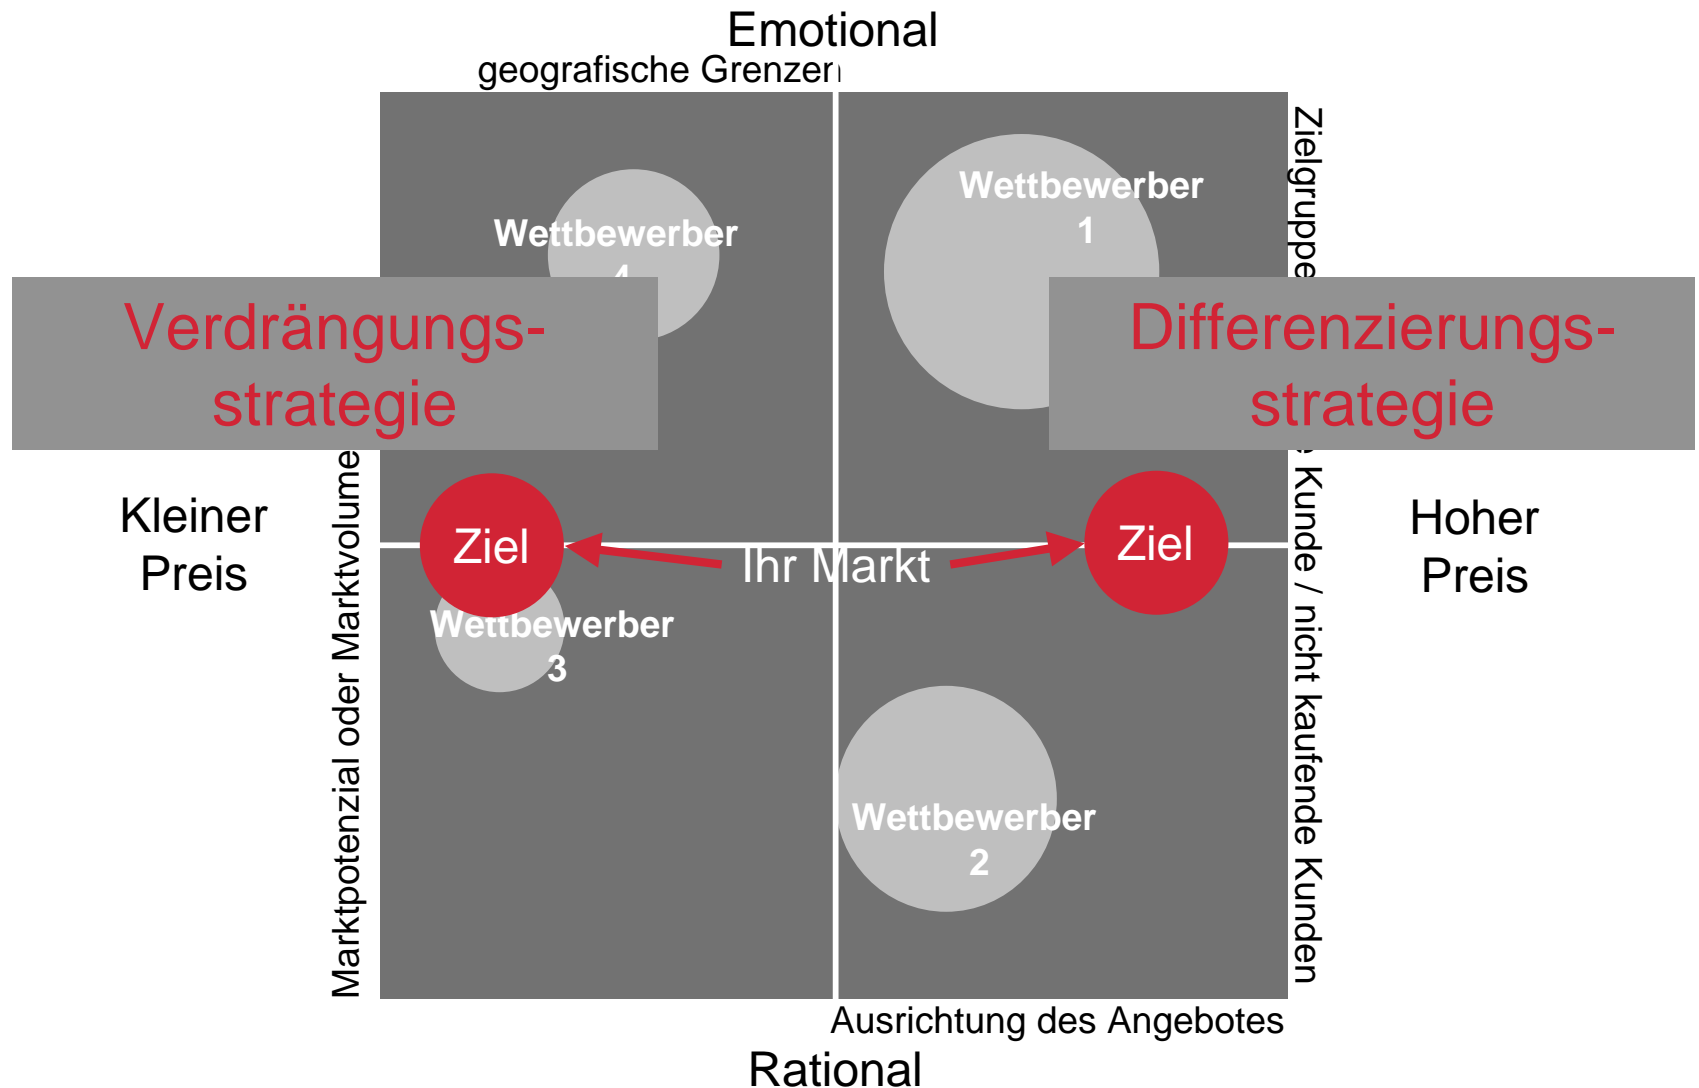 Emotional
geografische Grenzen
Zielgruppe
Kunde / nicht kaufende Kunden
Wettbewerber
1
Wettbewerber
4
Verdrängungs-
strategie
Differenzierungs-
strategie
Marktpotenzial oder Marktvolume
Kleiner
Preis
Ziel
Ihr Markt
Ziel
Hoher
Preis
Wettbewerber
3
Wettbewerber
2
Ausrichtung des Angebotes
Rational